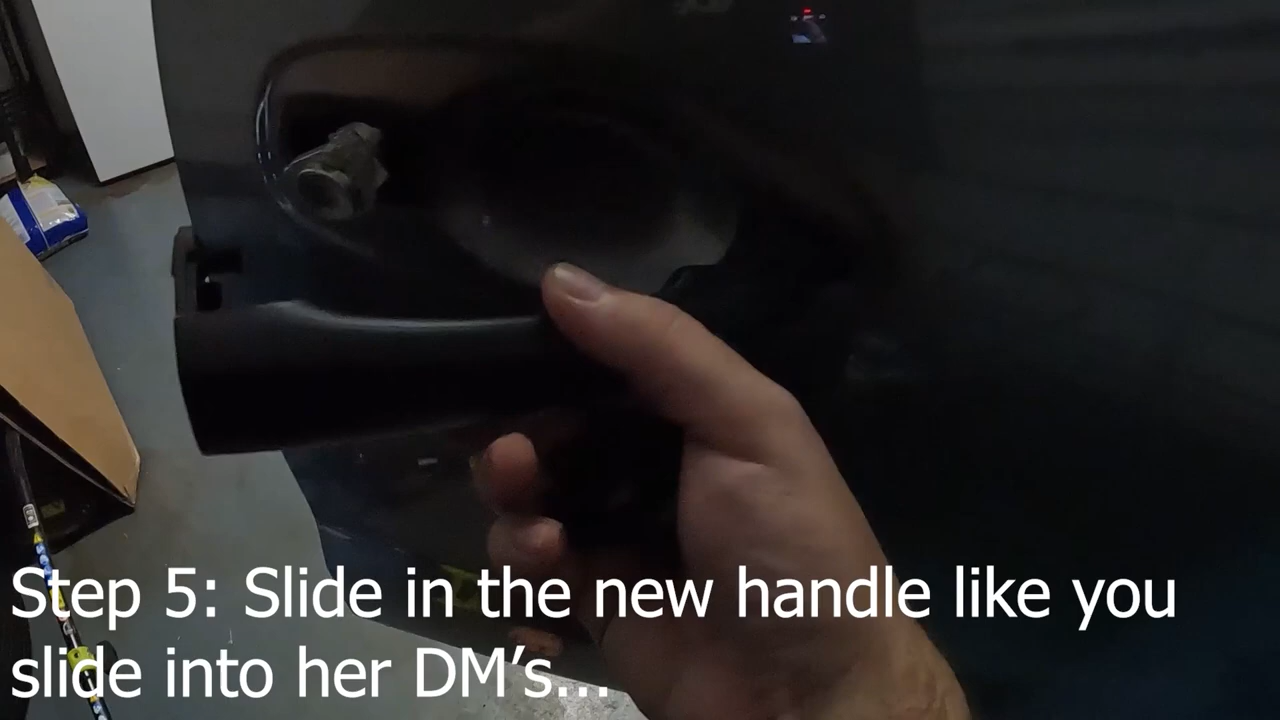 Step 5: Slide in the new handle like you
slide into her DM’s...